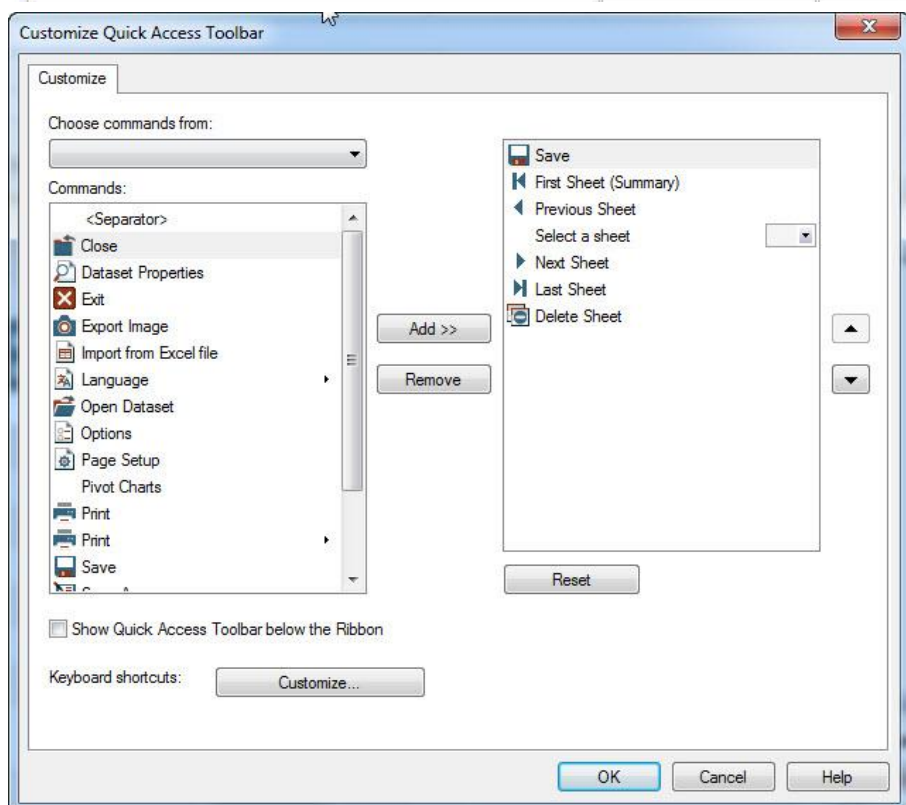 Customize Quick Access Toolbar
Customize
Choose commands from:
Commands:
<Separator>
Close
Dataset Properties
Exit
Export Image
Import from Excel file
Language
Open Dataset
Options
Page Setup
Pivot Charts
Print
Print
Save
Save
First Sheet (Summary)
Previous Sheet
Select a sheet
Next Sheet
Last Sheet
Delete Sheet
Add >>
Remove
Reset
Show Quick Access Toolbar below the Ribbon
Keyboard shortcuts:
Customize...
OK
Cancel
Help